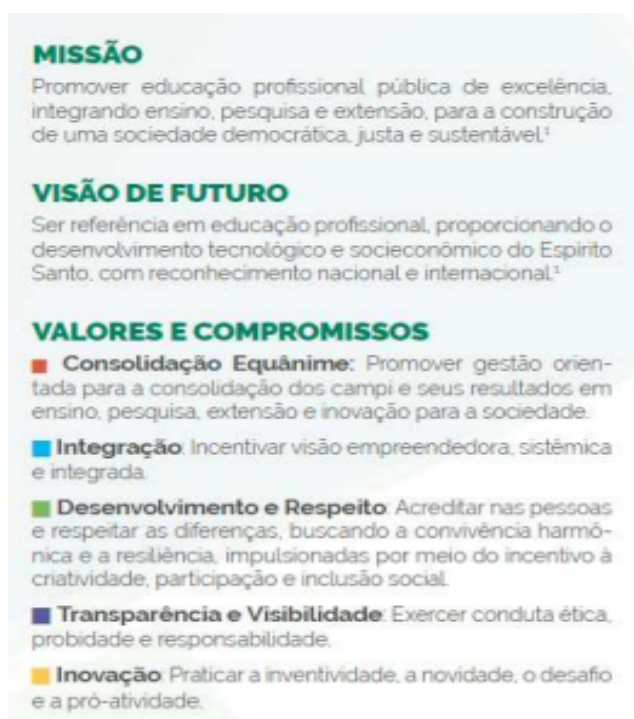 MISSÃO
Promover educação profissional pública de excelência,
integrando ensino, pesquisa e extensão, para a construção
de uma sociedade democrática, justa e sustentável.¹
VISÃO DE FUTURO
Ser referência em educação profissional, proporcionando o
desenvolvimento tecnológico e socieconômico do Espírito
Santo, com reconhecimento nacional e internacional.¹
VALORES E COMPROMISSOS
Consolidação Equânime: Promover gestão orien-
tada para a consolidação dos campi e seus resultados em
ensino, pesquisa, extensão e inovação para a sociedade.
Integração: Incentivar visão empreendedora, sistêmica
e integrada.
Desenvolvimento e Respeito: Acreditar nas pessoas
e respeitar as diferenças, buscando a convivência harmô-
nica e a resiliência, impulsionadas por meio do incentivo à
criatividade, participação e inclusão social.
Transparência e Visibilidade: Exercer conduta ética,
probidade e responsabilidade.
Inovação: Praticar a inventividade, a novidade, o desafio
e a pró-atividade.